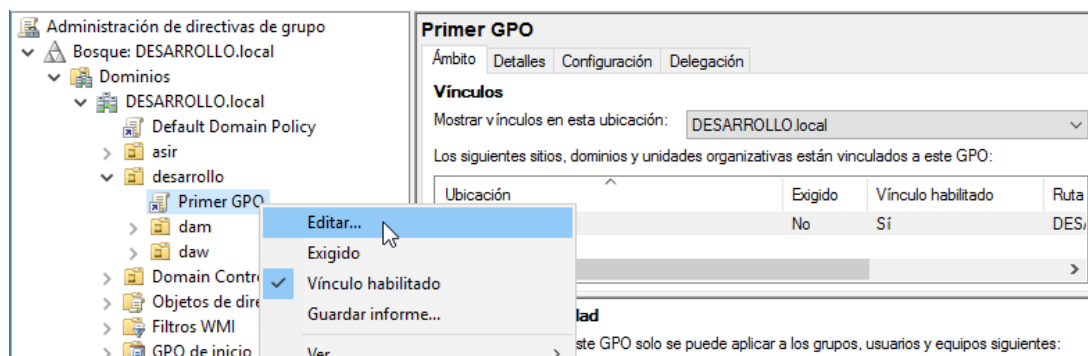 Administración de directivas de grupo
Bosque: DESARROLLO.local
Dominios
DESARROLLO.local
Default Domain Policy
asir
desarrollo
Primer GPO
dam
daw
Domain Contr
Objetos de dire
Filtros WMI
GPO de inicio
Editar...
Exigido
Vínculo habilitado
Guardar informe...
Ver
Primer GPO
Ámbito Detalles Configuración Delegación
Vínculos
Mostrar vínculos en esta ubicación: DESARROLLO.local
Los siguientes sitios, dominios y unidades organizativas están vinculados a este GPO:
Ubicación Exigido Vínculo habilitado Ruta
No Sí DES
dad
ste GPO solo se puede aplicar a los grupos, usuarios y equipos siguientes: